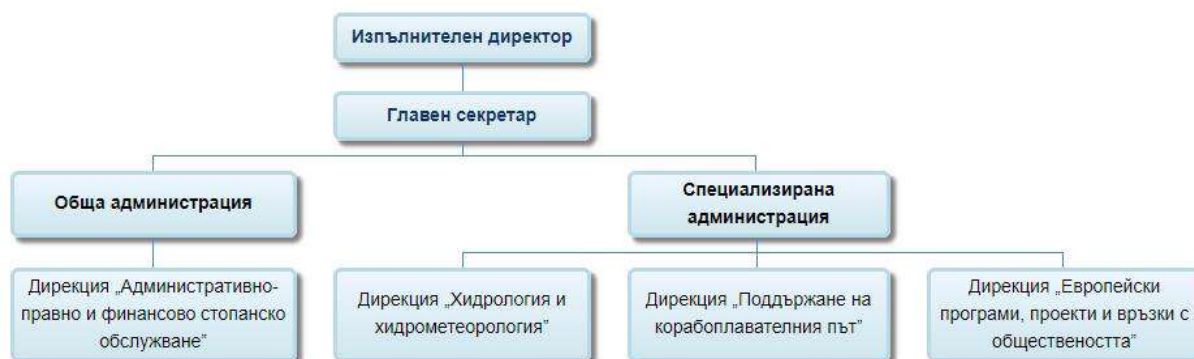 Изпълнителен директор
Главен секретар
Обща администрация
Специализирана
администрация
Дирекция „Административно-
правно и финансово стопанско
обслужване”
Дирекция „Хидрология и
хидрометеорология”
Дирекция „Поддържане на
корабоплавателния път”
Дирекция „Европейски
програми, проекти и връзки с
обществеността”